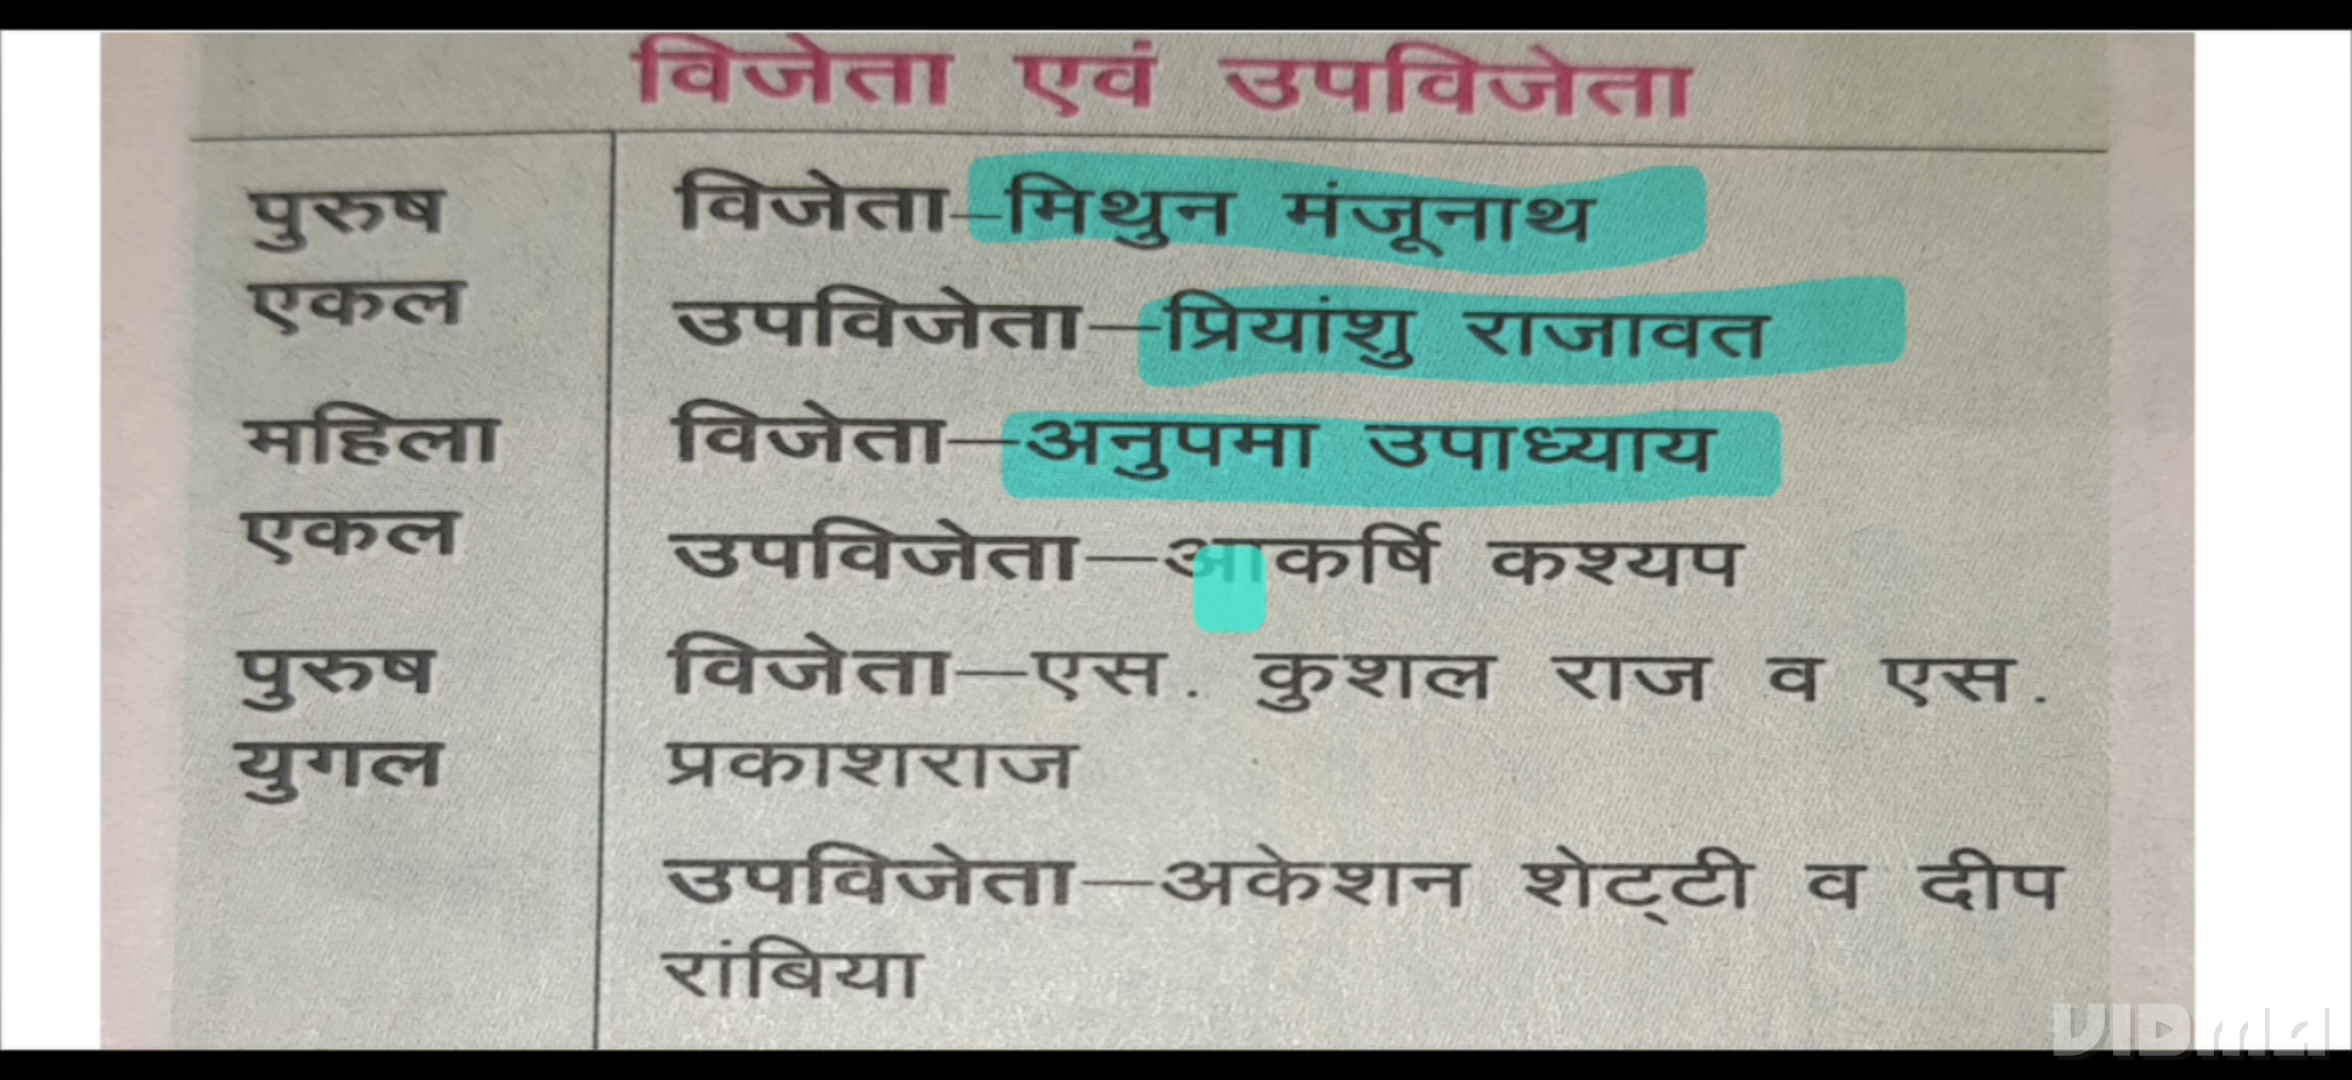 विजेता एवं उपविजेता
पुरुष विजेता–मिथुन मंजूनाथ
एकल उपविजेता–प्रियांशु राजावत
महिला विजेता–अनुपमा उपाध्याय
एकल उपविजेता–आकर्षि कश्यप
पुरुष विजेता–एस. कुशल राज व एस.
युगल प्रकाशराज
उपविजेता–अकेशन शेट्टी व दीप
रांबिया
VIDma